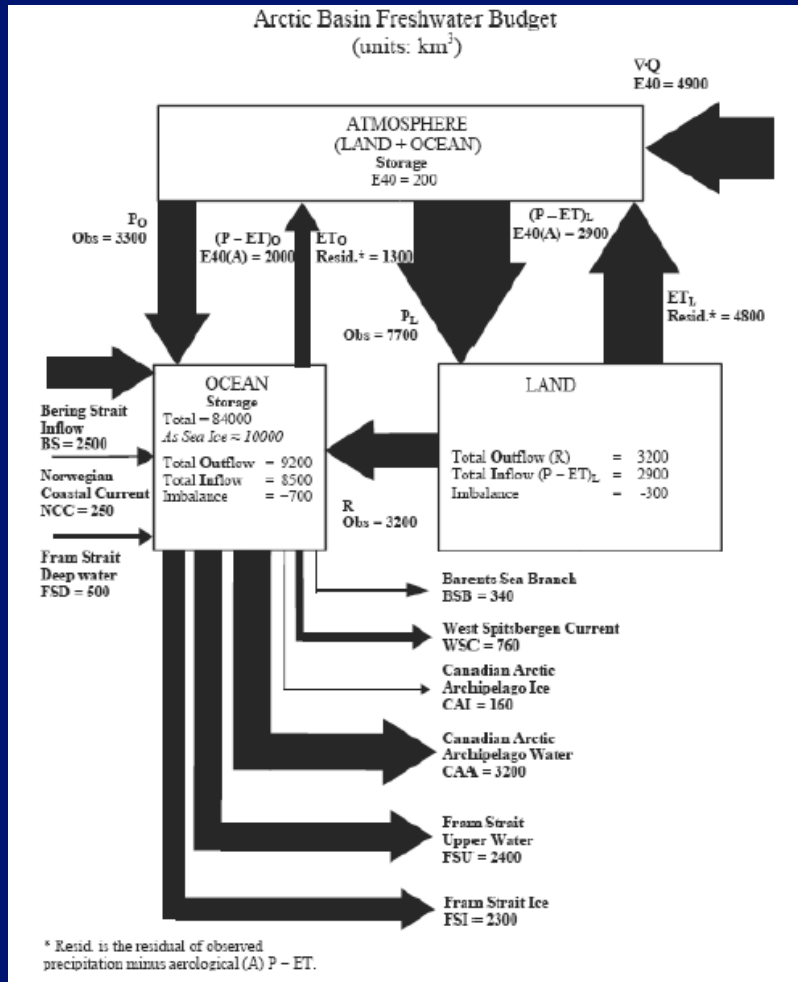 Arctic Basin Freshwater Budget
(units: km³)
V·Q
E40 = 4900
ATMOSPHERE
(LAND + OCEAN)
Storage
E40 = 200
P_O
Obs = 3300
(P – ET)_O
E40(A) = 2000
ET_O
Resid.* = 1300
P_L
Obs = 7700
(P – ET)_L
E40(A) – 2900
ET_L
Resid.* = 4800
Bering Strait
Inflow
BS = 2500
Norwegian
Coastal Current
NCC = 250
Fram Strait
Deep water
FSD = 500
OCEAN
Storage
Total – 84000
As Sea Ice ≈ 10000
Total Outflow = 9200
Total Inflow = 8500
Imbalance = –700
R
Obs – 3200
LAND
Total Outflow (R) = 3200
Total Inflow (P – ET)_L = 2900
Imbalance = -300
Barents Sea Branch
BSB = 340
West Spitsbergen Current
WSC = 760
Canadian Arctic
Archipelago Ice
CAI = 160
Canadian Arctic
Archipelago Water
CAA = 3200
Fram Strait
Upper Water
FSU = 2400
Fram Strait Ice
FSI = 2300
* Resid. is the residual of observed
precipitation minus aerological (A) P – ET.